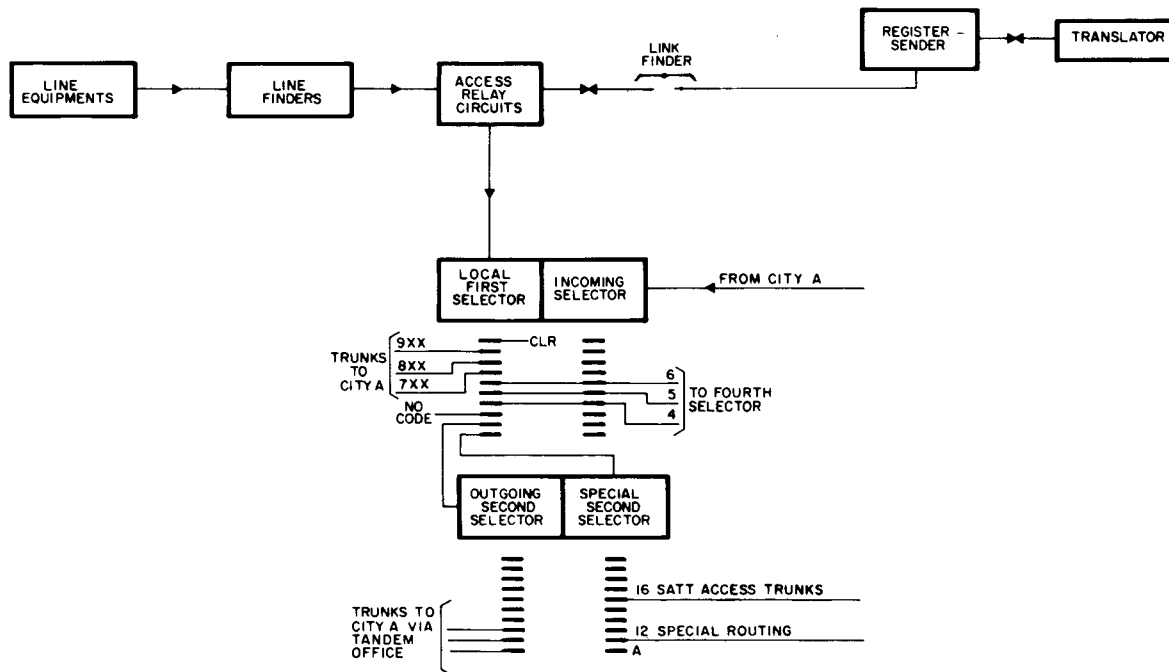 LINE
EQUIPMENTS
LINE
FINDERS
ACCESS
RELAY
CIRCUITS
LINK
FINDER
REGISTER –
SENDER
TRANSLATOR
LOCAL
FIRST
SELECTOR
INCOMING
SELECTOR
FROM CITY A
TRUNKS
TO
CITY A
9XX
8XX
7XX
NO
CODE
CLR
6
5
4
TO FOURTH
SELECTOR
OUTGOING
SECOND
SELECTOR
SPECIAL
SECOND
SELECTOR
TRUNKS TO
CITY A VIA
TANDEM
OFFICE
16 SATT ACCESS TRUNKS
12 SPECIAL ROUTING
A